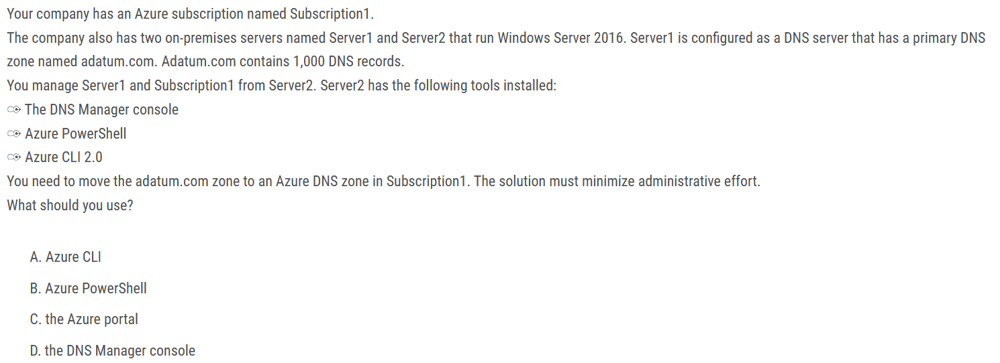 Your company has an Azure subscription named Subscription1.
The company also has two on-premises servers named Server1 and Server2 that run Windows Server 2016. Server1 is configured as a DNS server that has a primary DNS
zone named adatum.com. Adatum.com contains 1,000 DNS records.
You manage Server1 and Subscription1 from Server2. Server2 has the following tools installed:
The DNS Manager console
Azure PowerShell
Azure CLI 2.0
You need to move the adatum.com zone to an Azure DNS zone in Subscription1. The solution must minimize administrative effort.
What should you use?
A. Azure CLI
B. Azure PowerShell
C. the Azure portal
D. the DNS Manager console